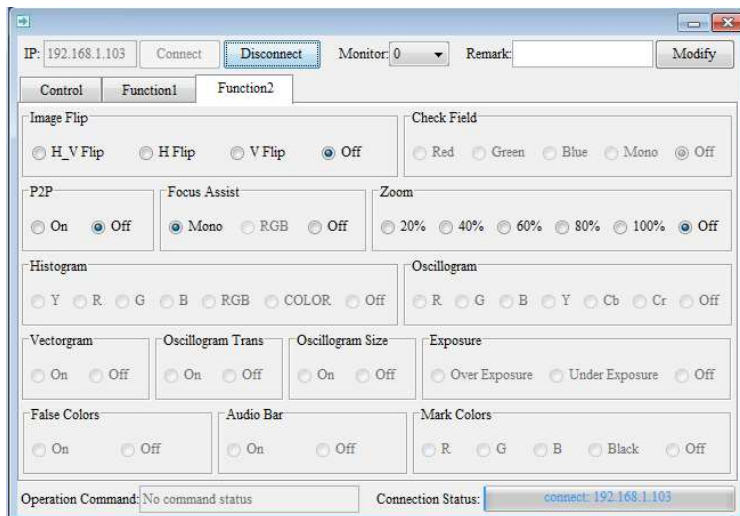 IP: 192.168.1.103 Connect Disconnect Monitor: 0 Remark: Modify
Control Function1 Function2
Image Flip Check Field
H_V Flip H Flip V Flip Off Red Green Blue Mono Off
P2P Focus Assist Zoom
On Off Mono RGB Off 20% 40% 60% 80% 100% Off
Histogram Oscillogram
Y R G B RGB COLOR Off R G B Y Cb Cr Off
Vectorgram Oscillogram Trans Oscillogram Size Exposure
On Off On Off On Off Over Exposure Under Exposure Off
False Colors Audio Bar Mark Colors
On Off On Off R G B Black Off
Operation Command: No command status Connection Status: connect: 192.168.1.103